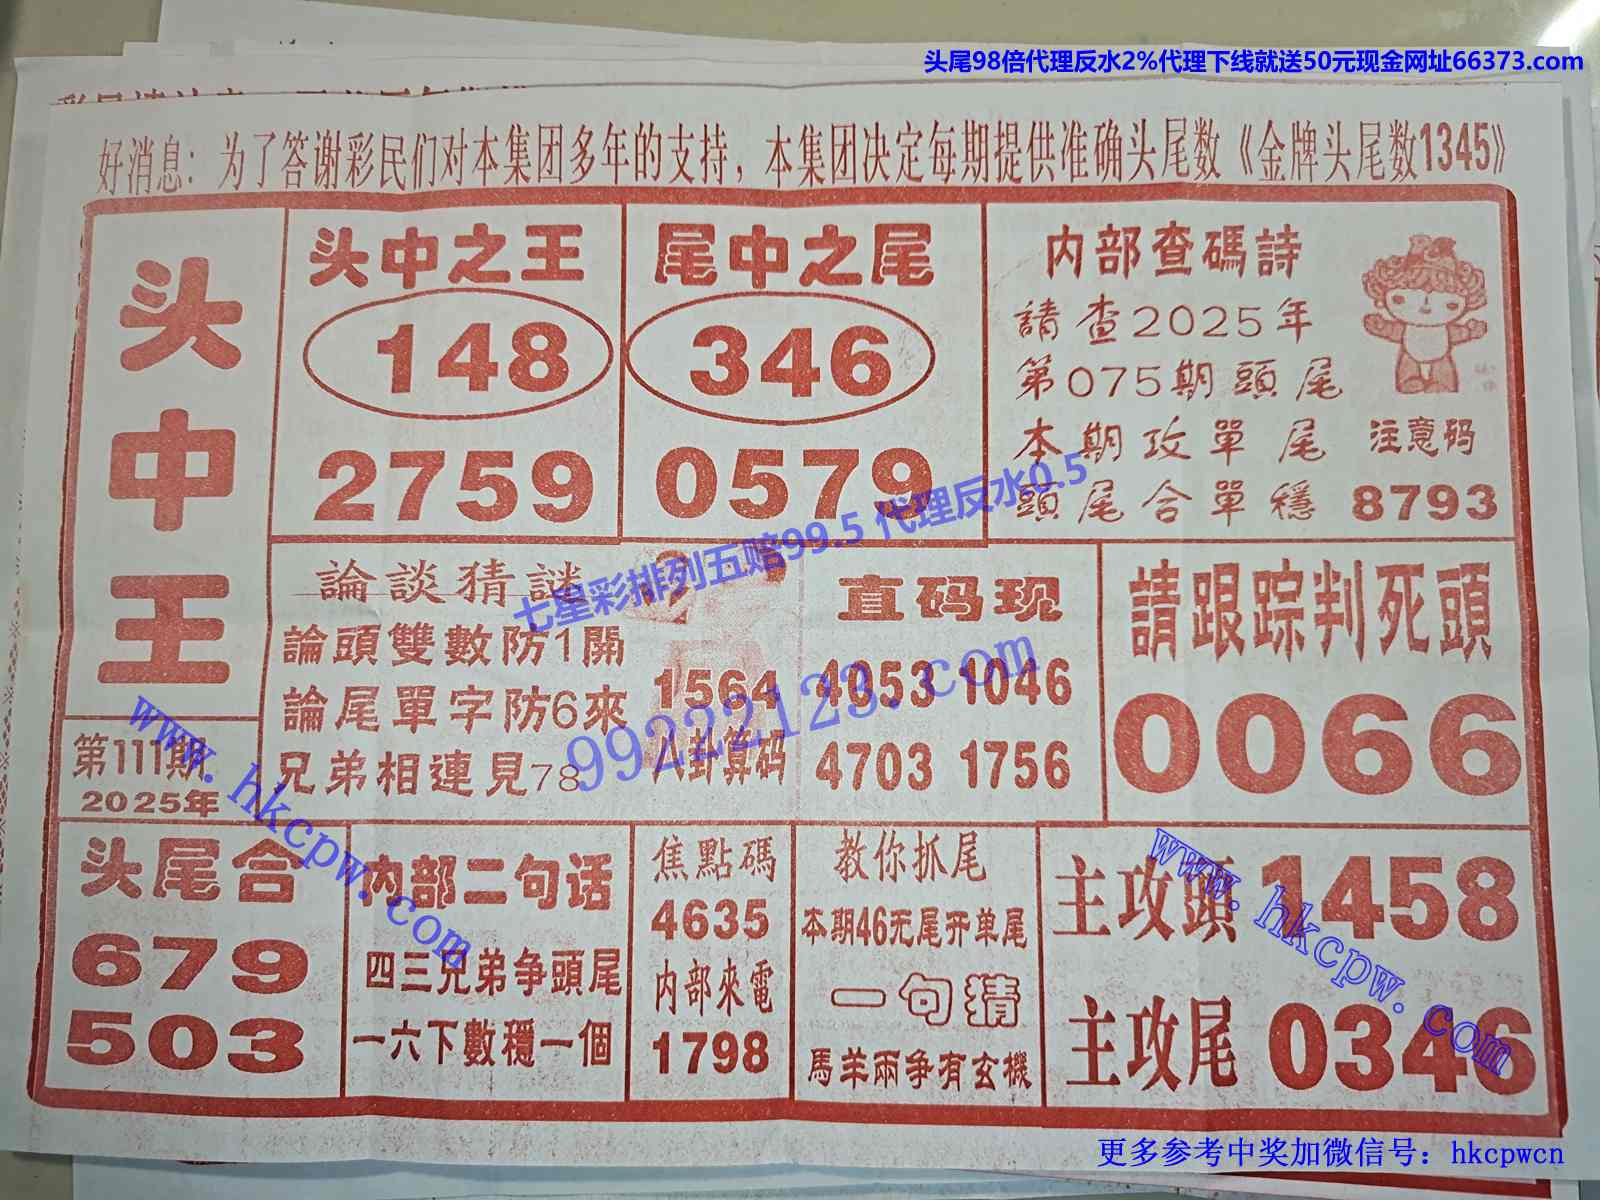 头尾98倍代理反水2%代理下线就送50元现金网址66373.com
好消息：为了答谢彩民们对本集团多年的支持，本集团决定每期提供准确头尾数《金牌头尾数1345》
头中王
第111期
2025年
头中之王
148
2759
尾中之尾
346
0579
内部查碼詩
請查2025年
第075期頭尾
本期攻單尾
頭尾合單穩
注意码
8793
七星彩排列五赔99.5 代理反水0.5
論談猜謎
論頭雙數防1開
論尾單字防6來
兄弟相連見78
1564
八卦算码
直码现
4853 1046
4703 1756
99222123.com
請跟踪判死頭
0066
www.hkcpw.com
头尾合
679
503
内部二句话
四三兄弟争頭尾
一六下數穩一個
焦點碼
4635
内部來電
1798
教你抓尾
本期46无尾开单尾
一句猜
馬羊兩争有玄機
主攻頭1458
主攻尾0346
www.hkcpw.com
更多参考中奖加微信号：hkcpwcn